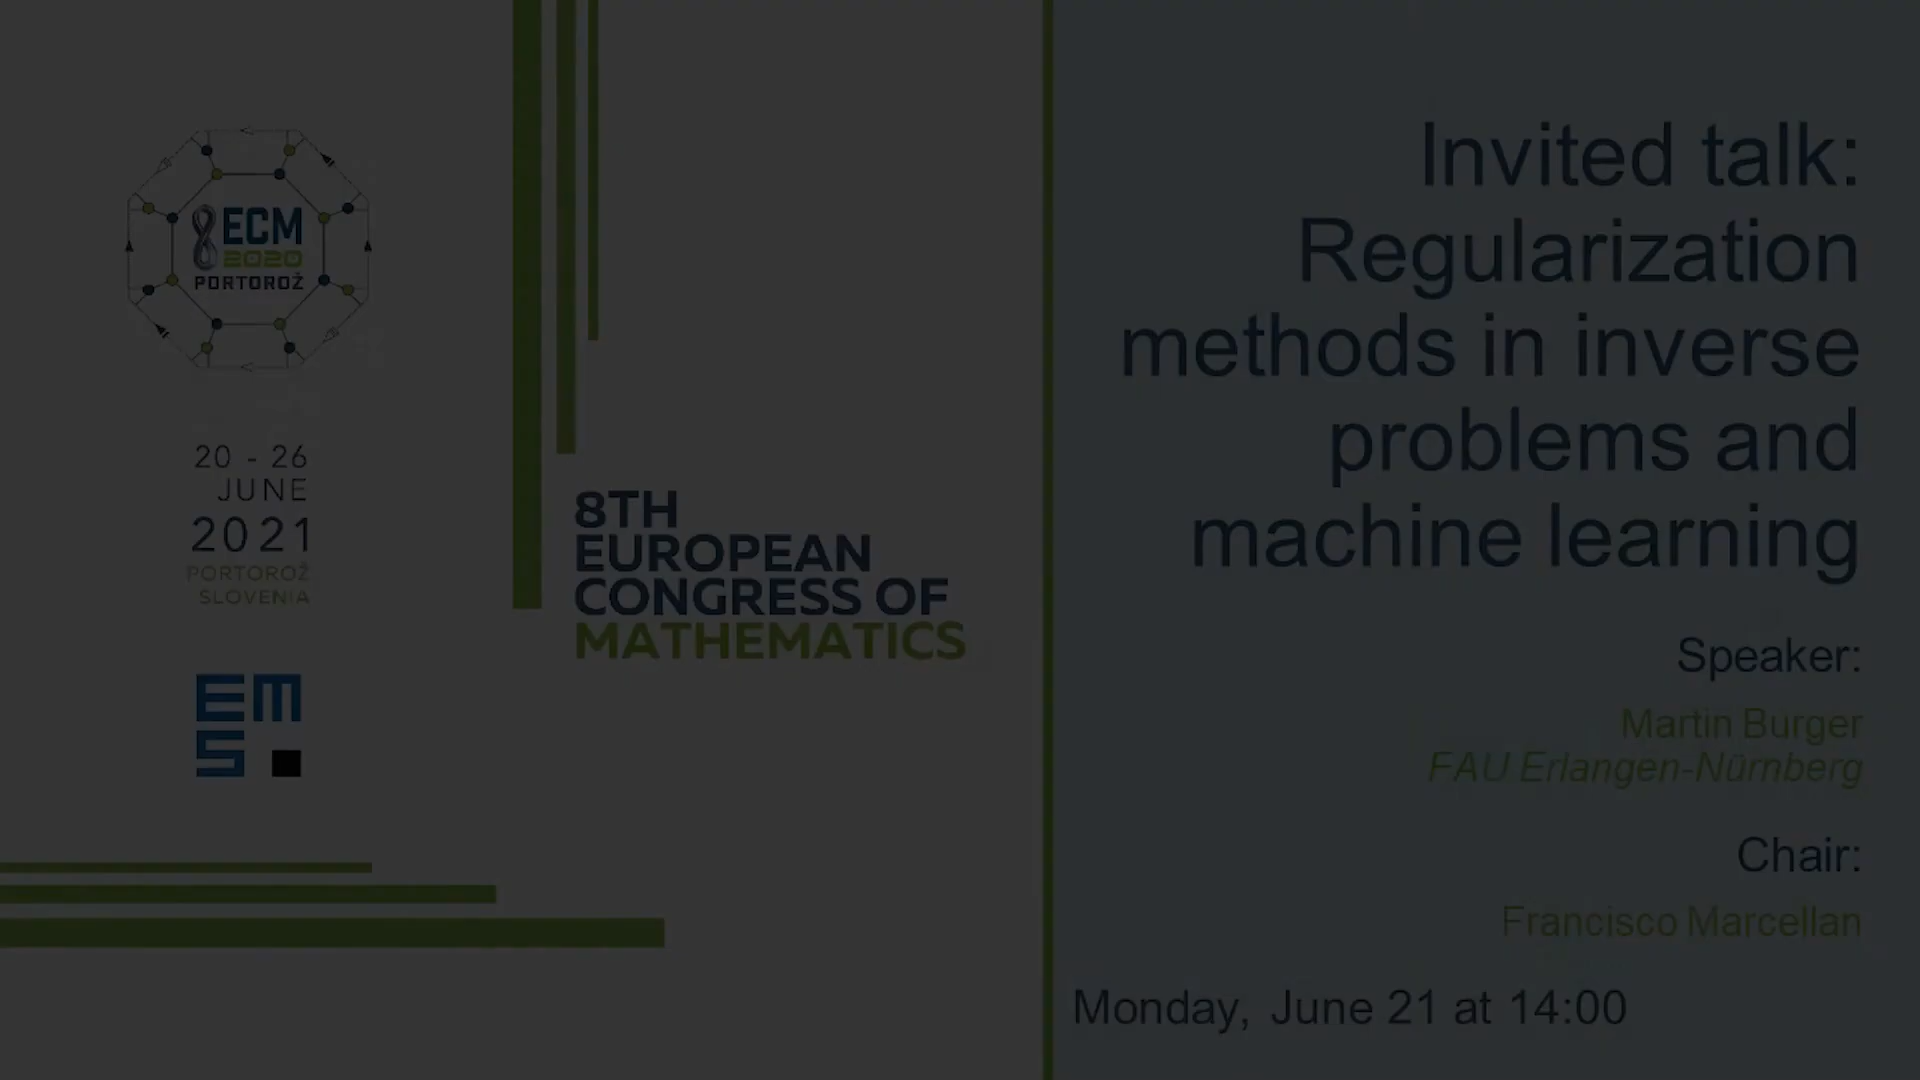 ECM
2020
PORTOROŽ
20 - 26
JUNE
2021
PORTOROŽ
SLOVENIA
EMS
8TH
EUROPEAN
CONGRESS OF
MATHEMATICS
Invited talk:
Regularization
methods in inverse
problems and
machine learning
Speaker:
Martin Burger
FAU Erlangen-Nürnberg
Chair:
Francisco Marcellan
Monday, June 21 at 14:00